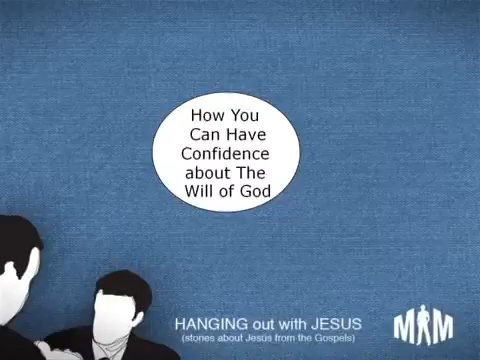 How You
Can Have
Confidence
about The
Will of God
HANGING out with JESUS
(stories about Jesus from the Gospels)
MM